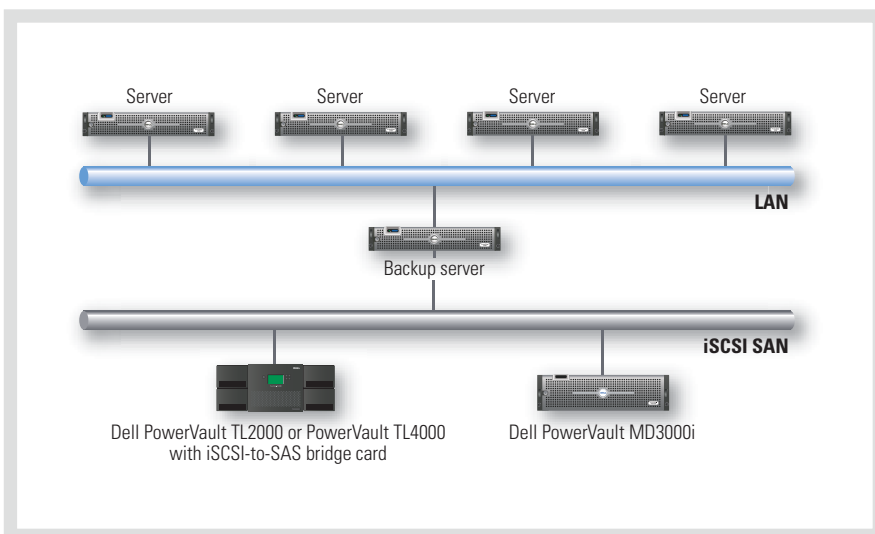 Server
Server
Server
Server
LAN
Backup server
iSCSI SAN
Dell PowerVault TL2000 or PowerVault TL4000
with iSCSI-to-SAS bridge card
Dell PowerVault MD3000i